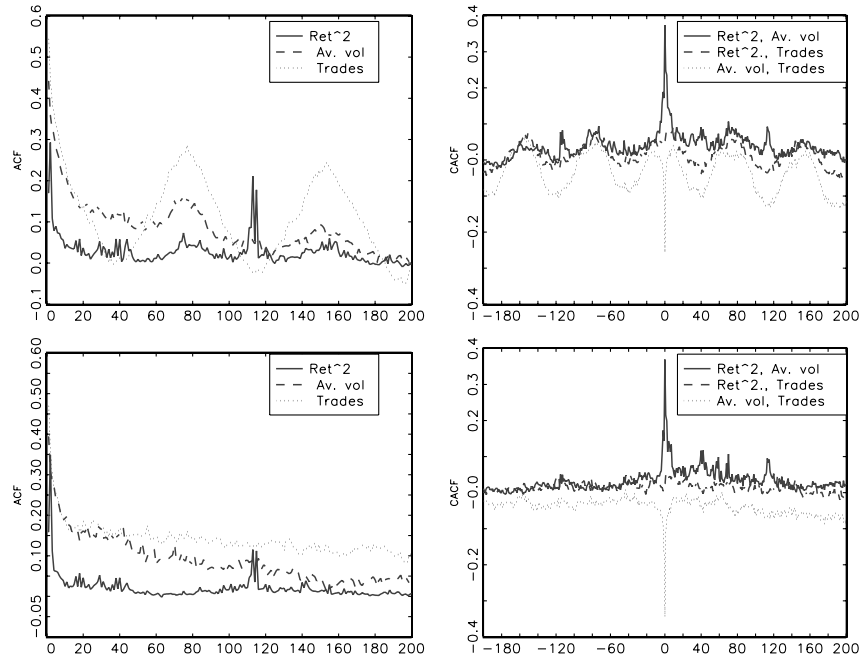 0.6
0.5
0.4
0.3
0.2
0.1
0.0
−0.1
ACF
Ret^2
Av. vol
Trades
0 20 40 60 80 100 120 140 160 180 200
0.4
0.2
−0.0
−0.2
−0.4
CACF
Ret^2, Av. vol
Ret^2., Trades
Av. vol, Trades
−180 −120 −60 0 40 80 120 160 200
0.60
0.50
0.40
0.30
0.20
0.10
−0.05
ACF
Ret^2
Av. vol
Trades
0 20 40 60 80 100 120 140 160 180 200
0.4
0.2
−0.0
−0.2
−0.4
CACF
Ret^2, Av. vol
Ret^2., Trades
Av. vol, Trades
−180 −120 −60 0 40 80 120 160 200